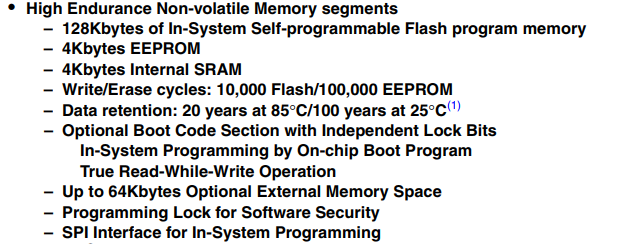 • High Endurance Non-volatile Memory segments
– 128Kbytes of In-System Self-programmable Flash program memory
– 4Kbytes EEPROM
– 4Kbytes Internal SRAM
– Write/Erase cycles: 10,000 Flash/100,000 EEPROM
– Data retention: 20 years at 85°C/100 years at 25°C(1)
– Optional Boot Code Section with Independent Lock Bits
In-System Programming by On-chip Boot Program
True Read-While-Write Operation
– Up to 64Kbytes Optional External Memory Space
– Programming Lock for Software Security
– SPI Interface for In-System Programming